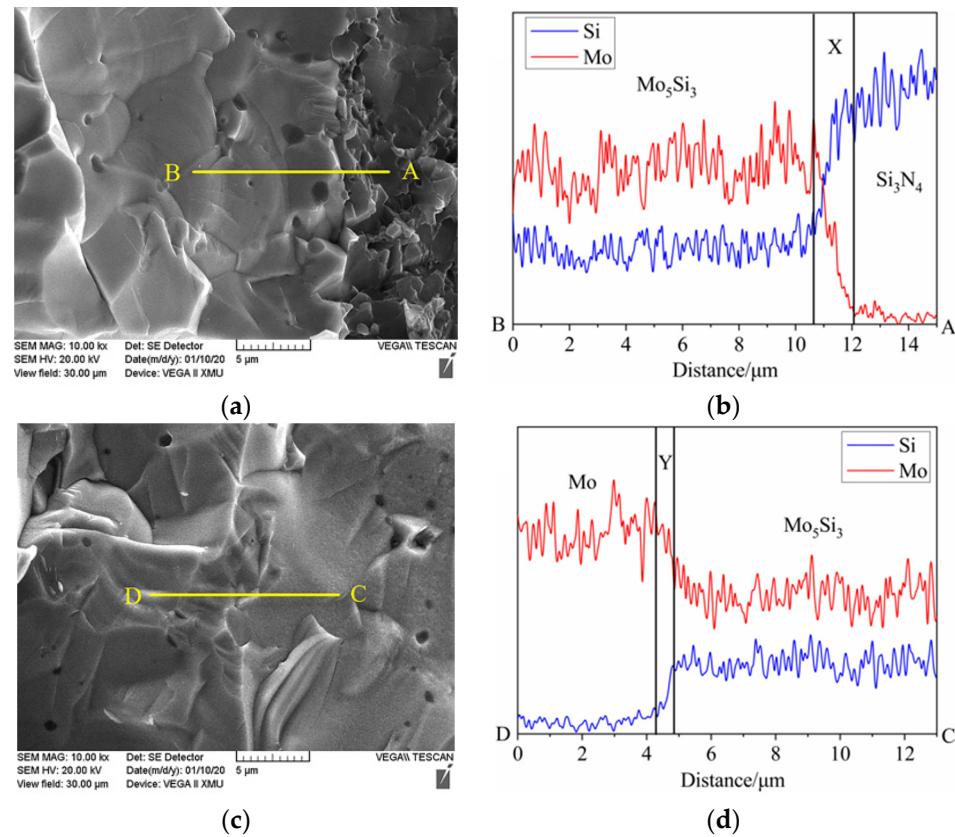 B
A
SEM MAG: 10.00 kx
Det: SE Detector
VEGA\\ TESCAN
SEM HV: 20.00 kV
Date(m/d/y): 01/10/20
5 µm
View field: 30.00 µm
Device: VEGA II XMU
(a)
Si
Mo
X
Mo₅Si₃
Si₃N₄
B
A
0
2
4
6
8
10
12
14
Distance/µm
(b)
D
C
SEM MAG: 10.00 kx
Det: SE Detector
VEGA\\ TESCAN
SEM HV: 20.00 kV
Date(m/d/y): 01/10/20
5 µm
View field: 30.00 µm
Device: VEGA II XMU
(c)
Si
Mo
Mo
Y
Mo₅Si₃
D
C
0
2
4
6
8
10
12
Distance/µm
(d)